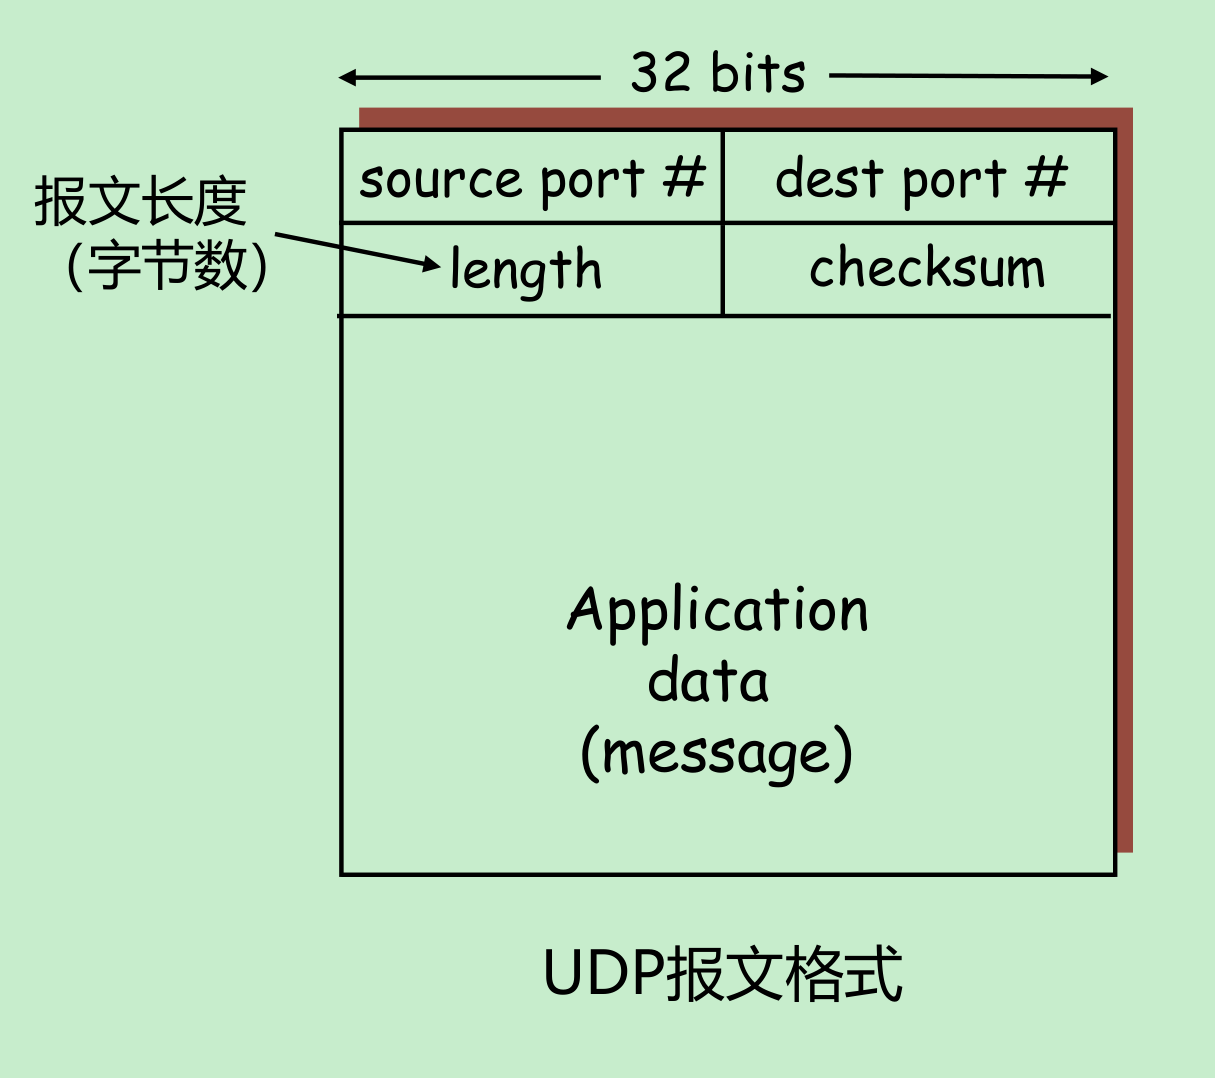 32 bits
source port #
dest port #
报文长度
（字节数）
length
checksum
Application
data
(message)
UDP报文格式